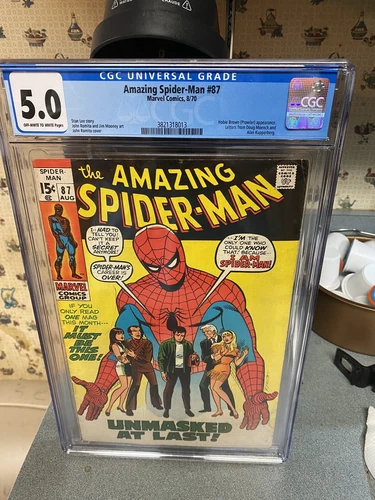 CGC UNIVERSAL GRADE
5.0
OFF-WHITE TO WHITE Pages
Amazing Spider-Man #87
Marvel Comics, 8/70
Stan Lee story
John Romita and Jim Mooney art
John Romita cover
3821318013
Hobie Brown (Prowler) appearance.
Letters from Doug Moench and
Alan Kupperberg.
CGC
SPIDER-
MAN
15¢
87
AUG
MARVEL
COMICS
GROUP
the AMAZING
SPIDER-MAN
I HAD TO
TELL YOU!
CAN'T KEEP
IT A
SECRET
ANYMORE!
SPIDER-MAN'S
CAREER IS
OVER!
I'M THE
ONLY ONE WHO
COULD KNOW
THAT! BECAUSE--
I AM
SPIDER-MAN!
IF YOU
ONLY READ
ONE MAG
THIS MONTH--
IT
MUST
BE
THIS
ONE!
UNMASKED
AT LAST!